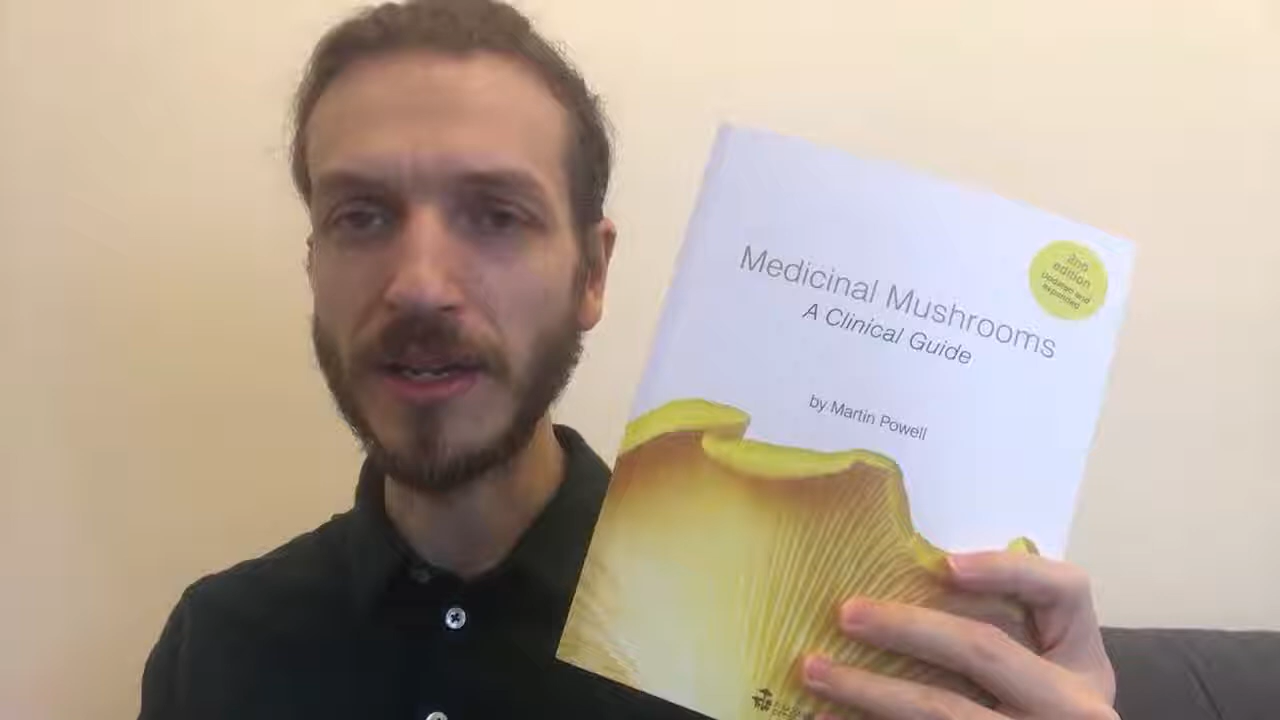 Medicinal Mushrooms
A Clinical Guide
2nd
edition
Updated and
expanded
by Martin Powell